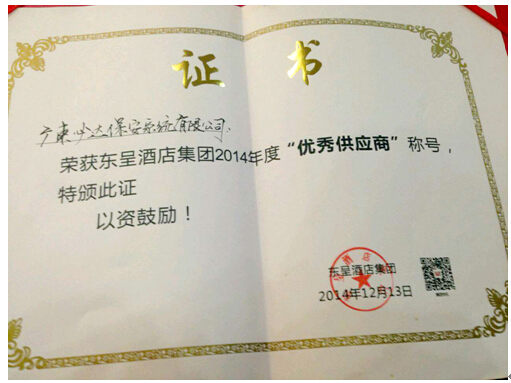 证书
广东必达保安系统有限公司:
荣获东呈酒店集团2014年度“优秀供应商”称号,
特颁此证
以资鼓励!
东呈酒店集团
2014年12月13日